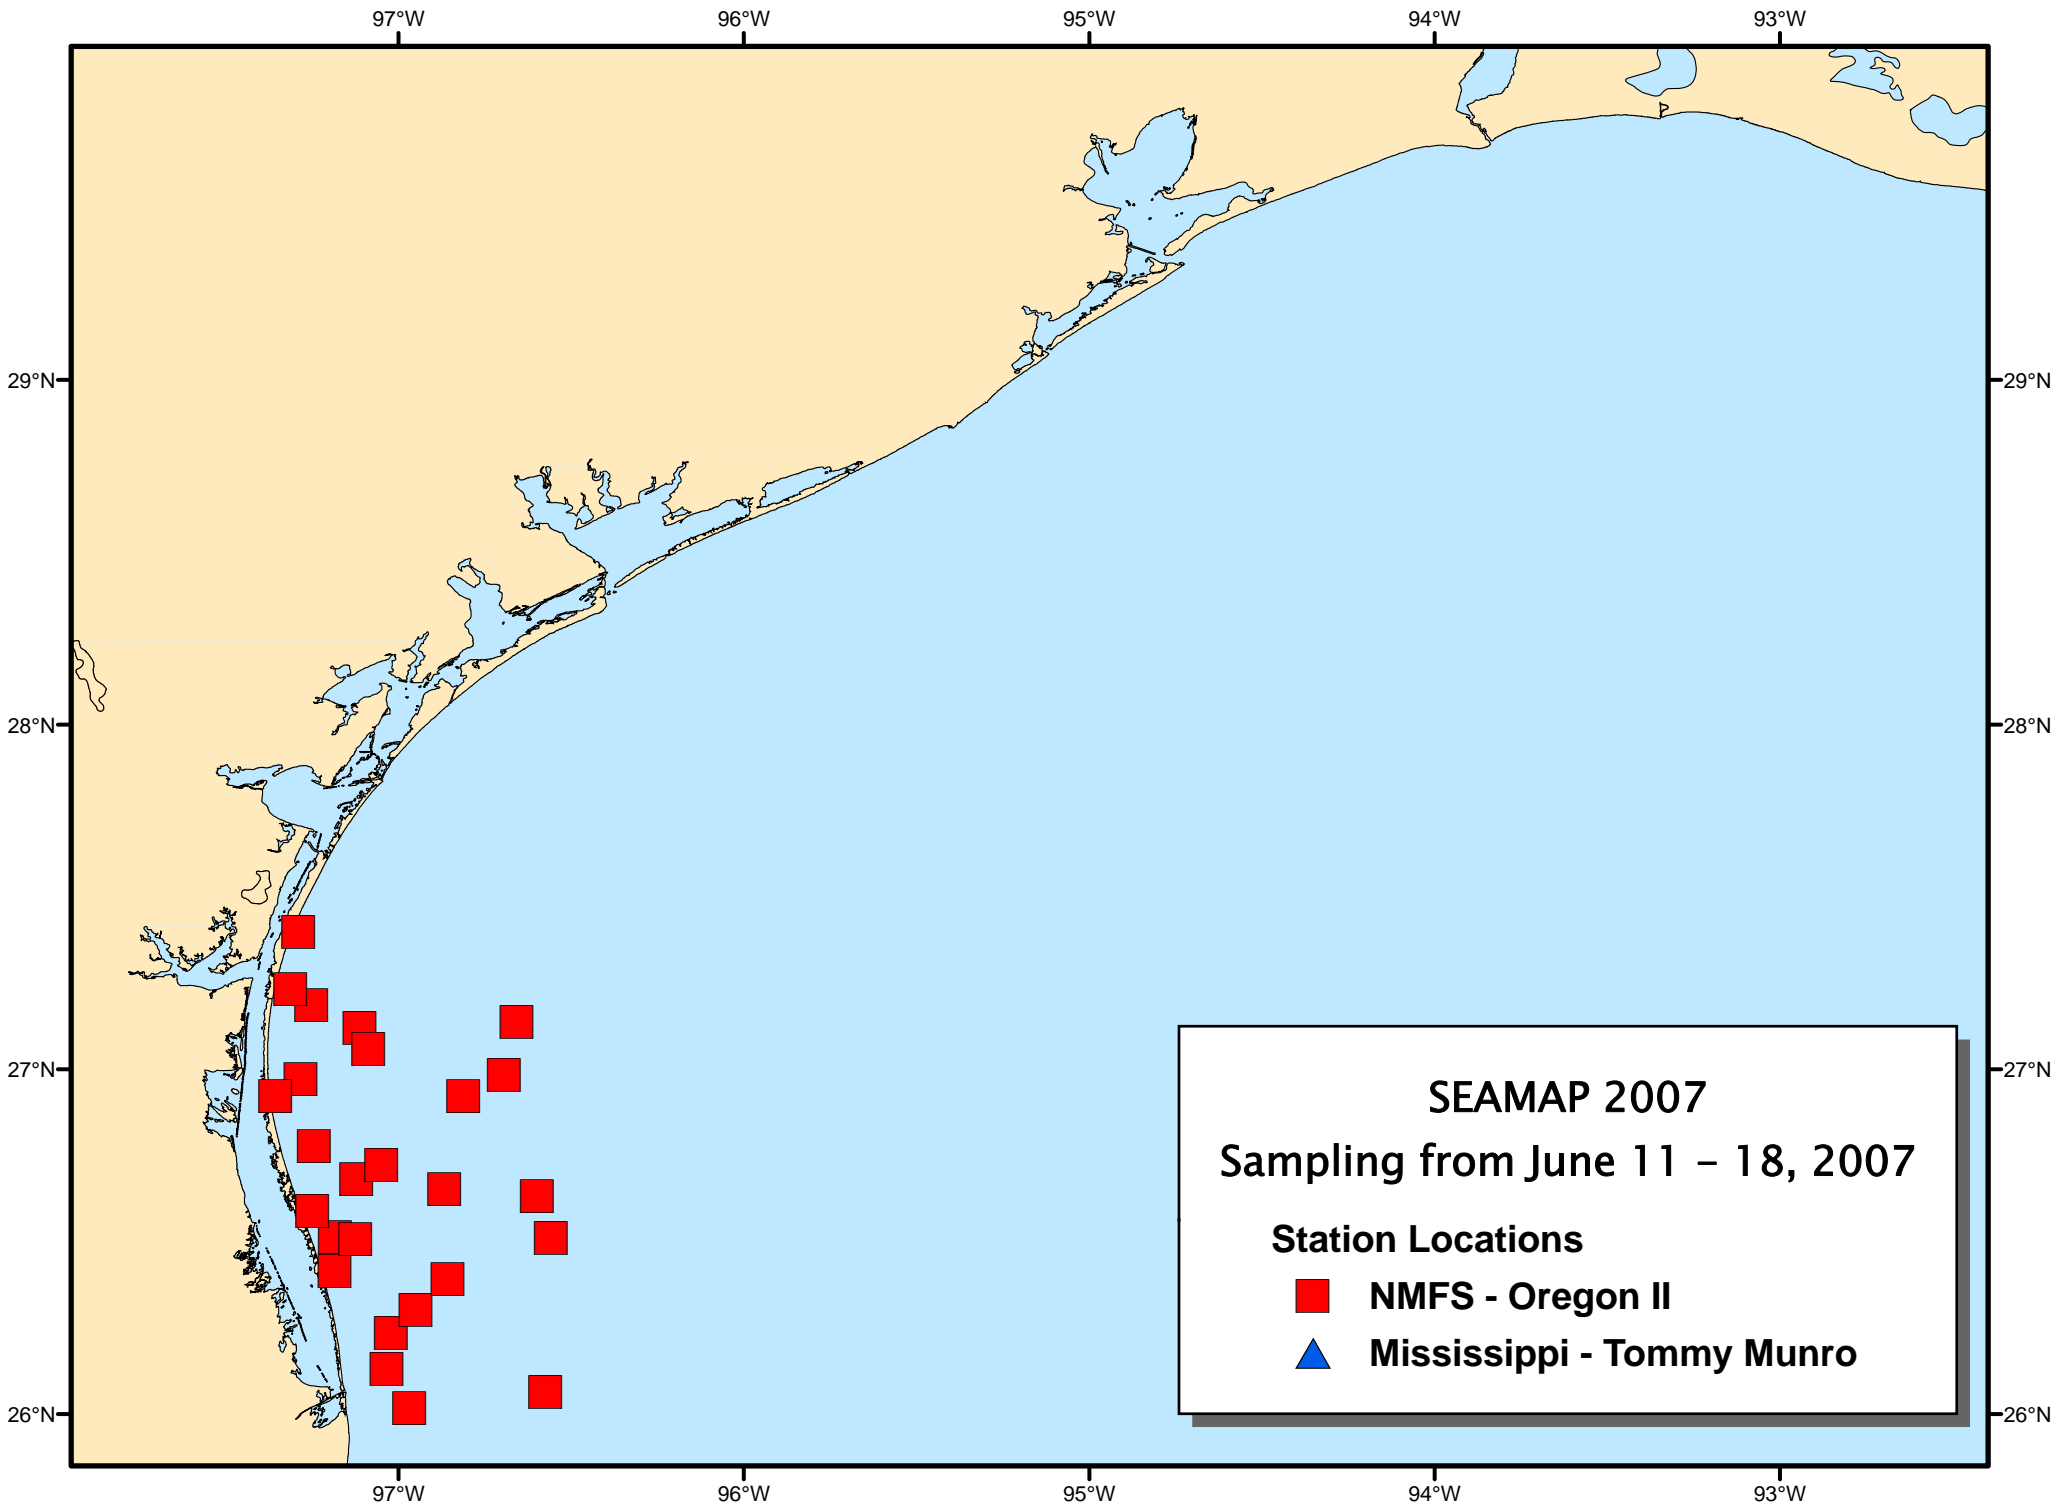 97°W 96°W 95°W 94°W 93°W
29°N 29°N
28°N 28°N
27°N 27°N
SEAMAP 2007
Sampling from June 11 – 18, 2007
Station Locations
NMFS - Oregon II
Mississippi - Tommy Munro
26°N 26°N
97°W 96°W 95°W 94°W 93°W